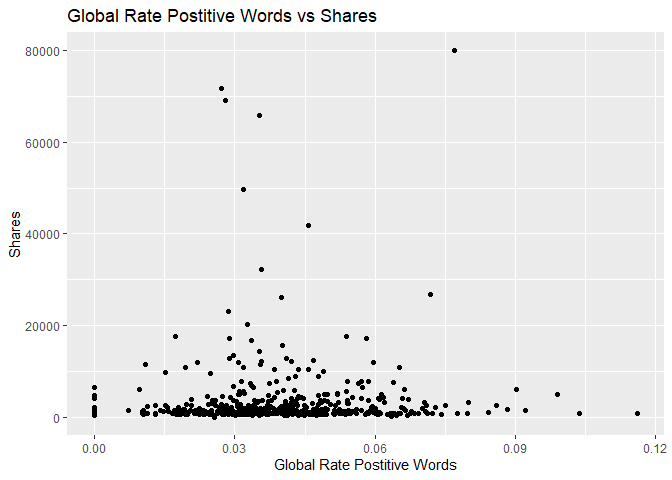 Global Rate Postitive Words vs Shares
80000
60000
40000
20000
0
Shares
0.00 0.03 0.06 0.09 0.12
Global Rate Postitive Words